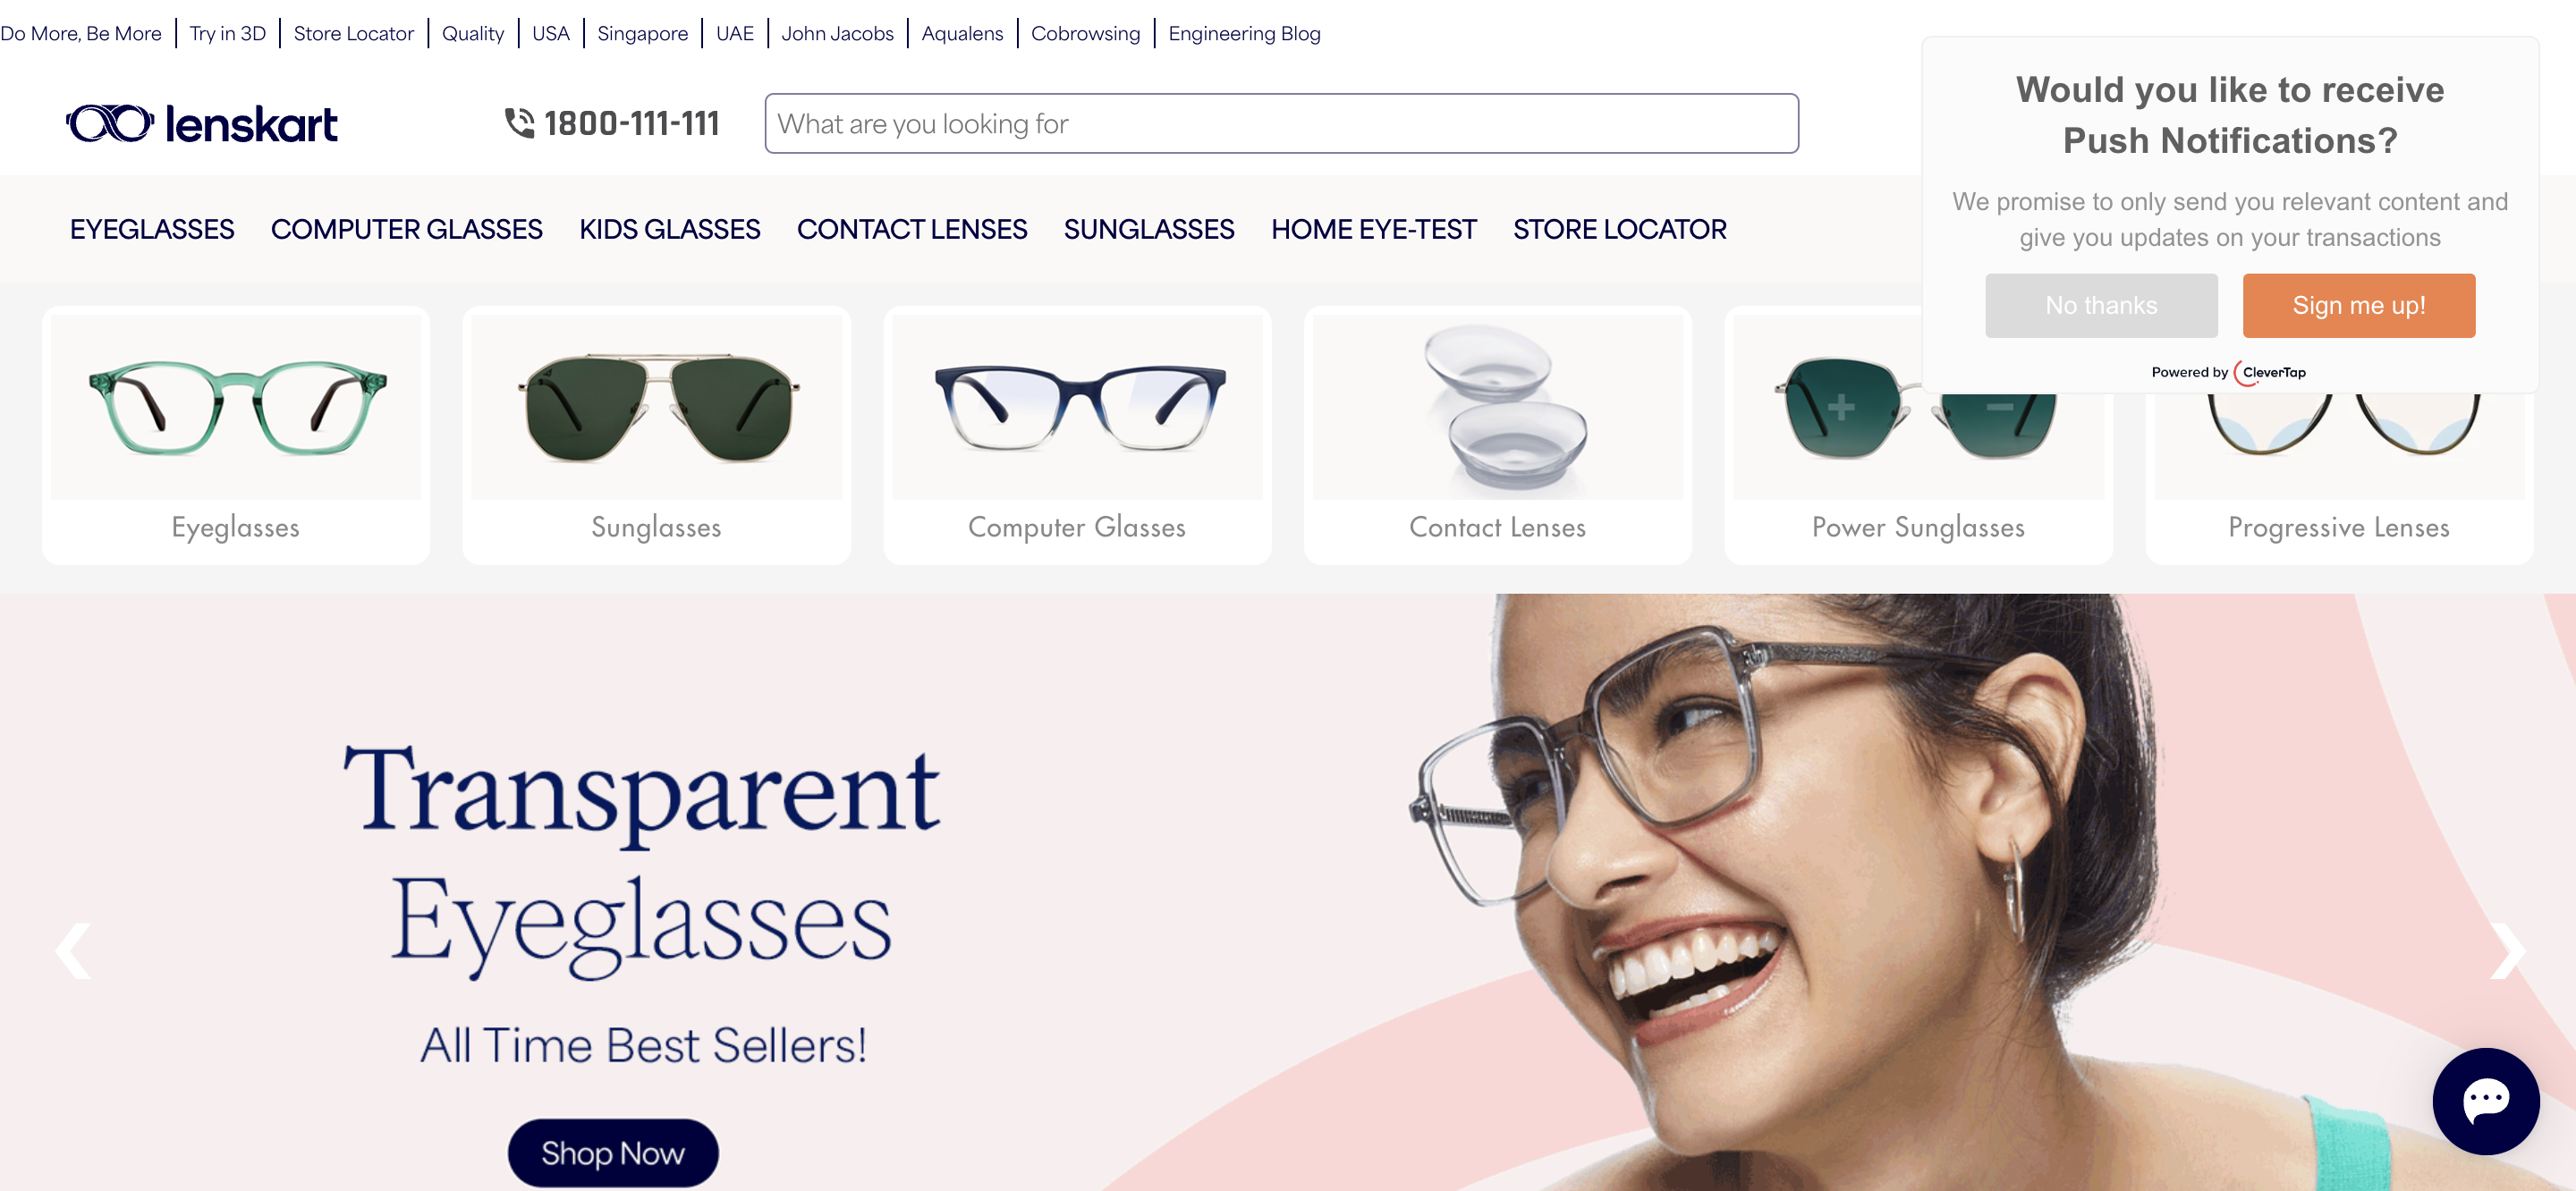 Do More, Be More | Try in 3D | Store Locator | Quality | USA | Singapore | UAE | John Jacobs | Aqualens | Cobrowsing | Engineering Blog
lenskart
1800-111-111
What are you looking for
Would you like to receive
Push Notifications?
We promise to only send you relevant content and
give you updates on your transactions
No thanks
Sign me up!
Powered by CleverTap
EYEGLASSES COMPUTER GLASSES KIDS GLASSES CONTACT LENSES SUNGLASSES HOME EYE-TEST STORE LOCATOR
Eyeglasses
Sunglasses
Computer Glasses
Contact Lenses
Power Sunglasses
Progressive Lenses
Transparent
Eyeglasses
All Time Best Sellers!
Shop Now